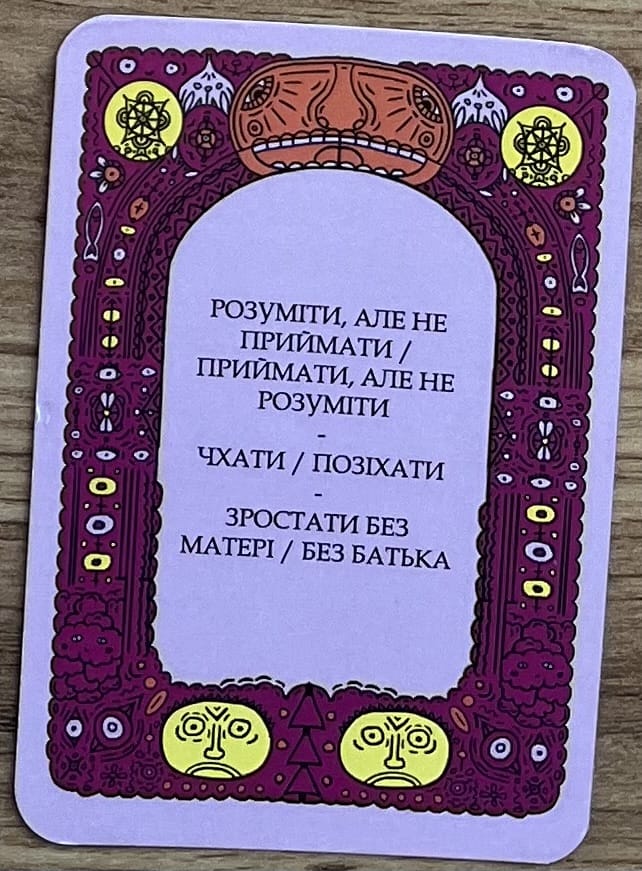 РОЗУМІТИ, АЛЕ НЕ
ПРИЙМАТИ /
ПРИЙМАТИ, АЛЕ НЕ
РОЗУМІТИ
-
ЧХАТИ / ПОЗІХАТИ
-
ЗРОСТАТИ БЕЗ
МАТЕРІ / БЕЗ БАТЬКА